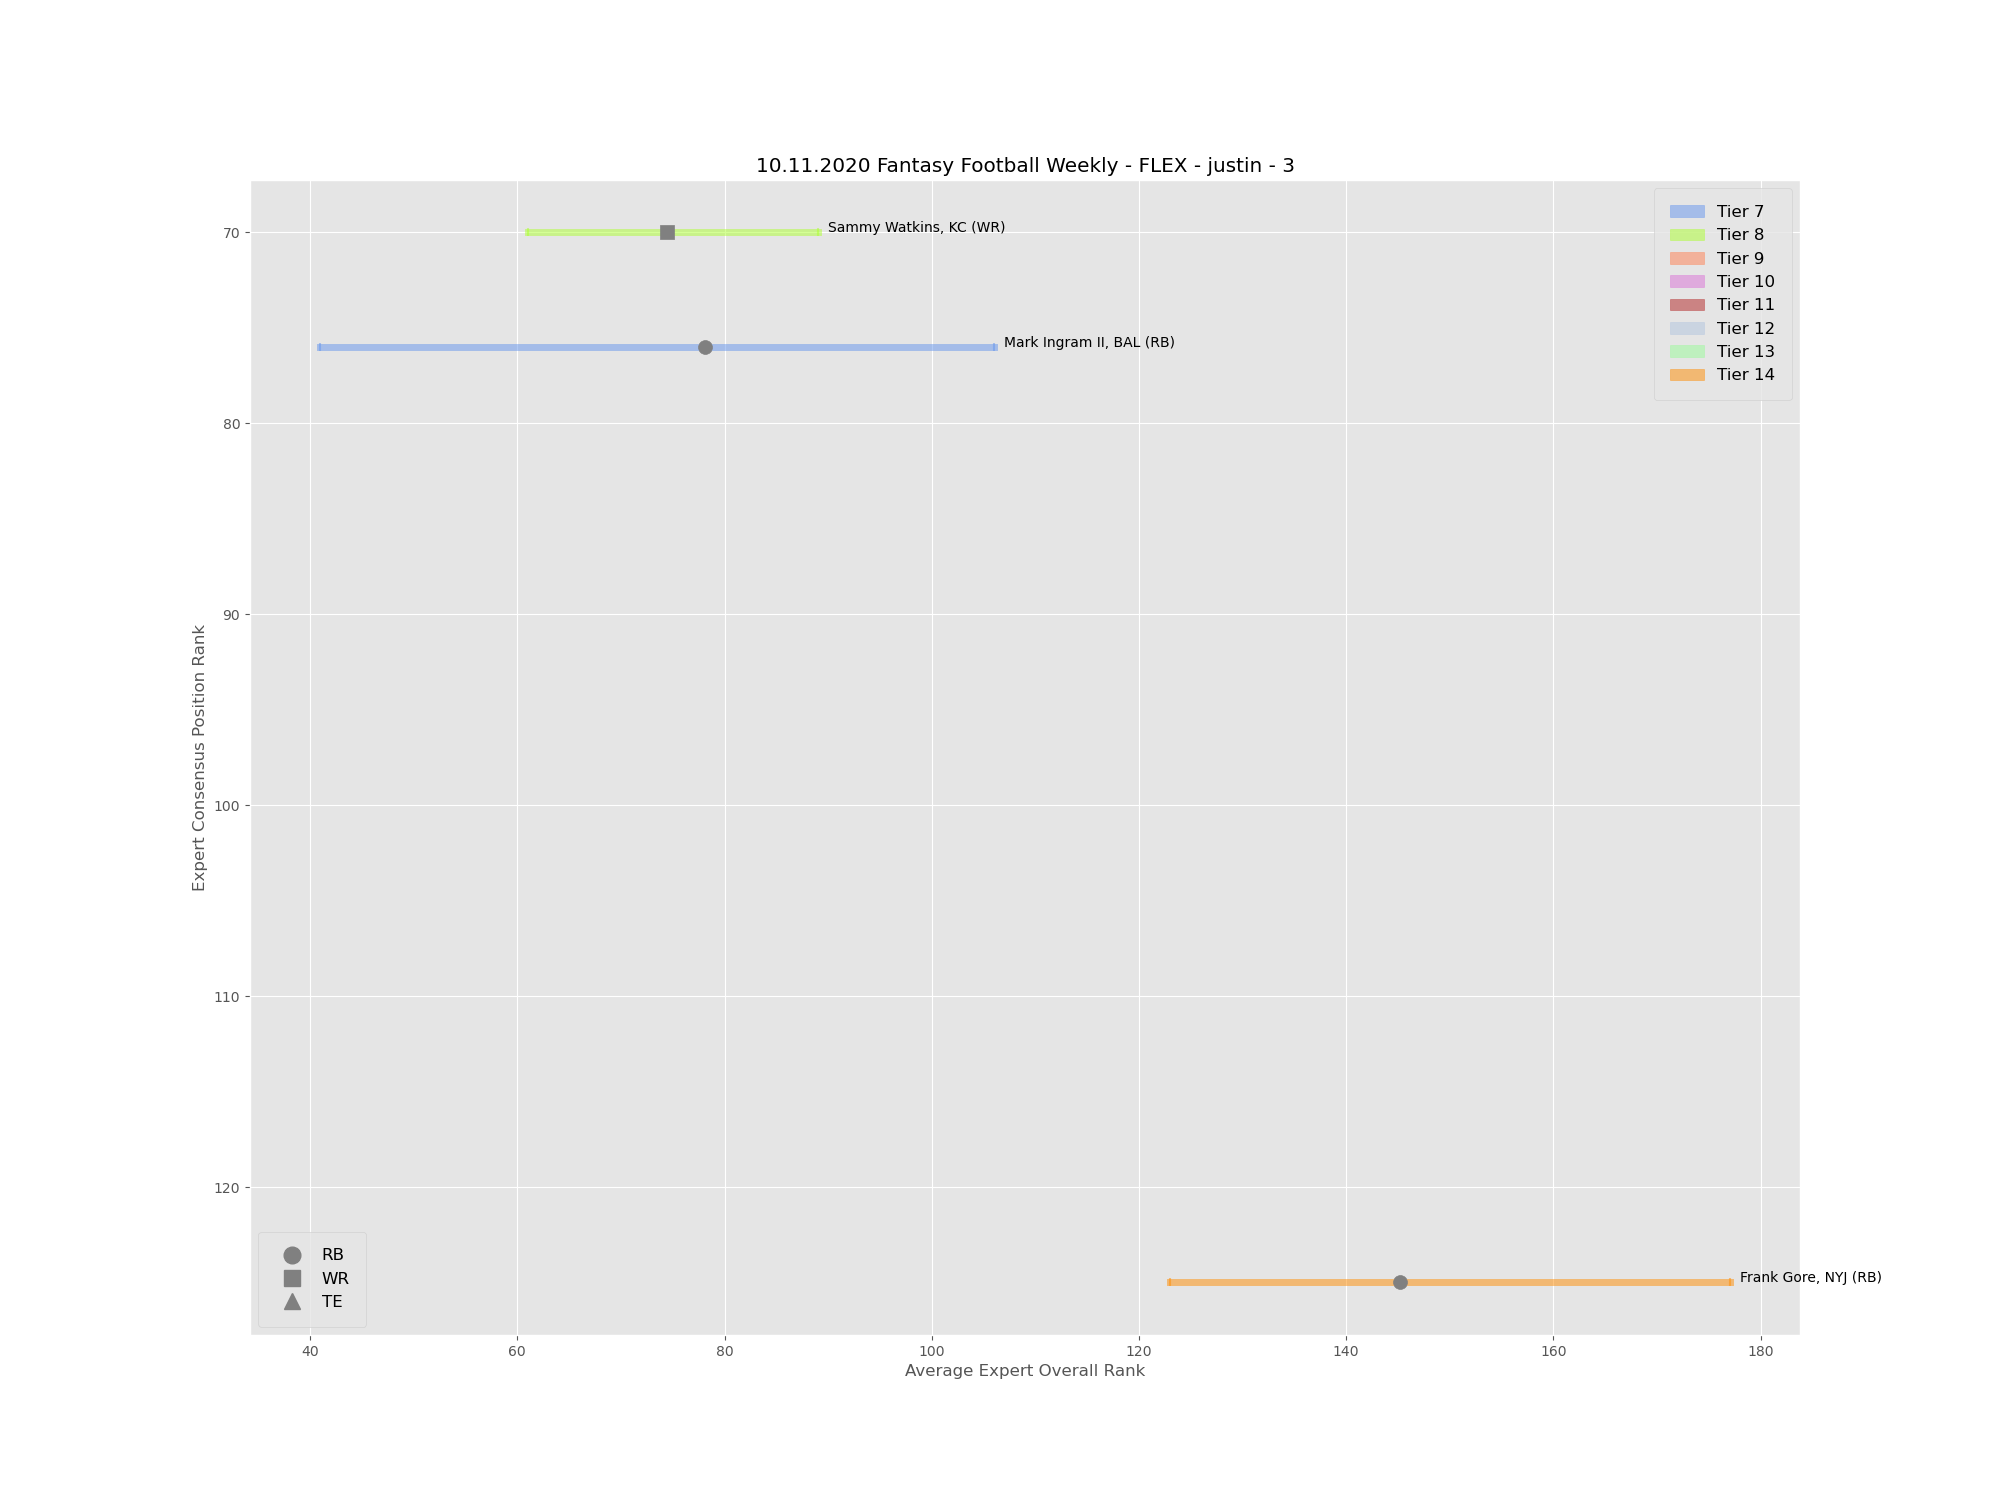 10.11.2020 Fantasy Football Weekly - FLEX - justin - 3
Sammy Watkins, KC (WR)
Mark Ingram II, BAL (RB)
Frank Gore, NYJ (RB)
Tier 7
Tier 8
Tier 9
Tier 10
Tier 11
Tier 12
Tier 13
Tier 14
Expert Consensus Position Rank
70
80
90
100
110
120
RB
WR
TE
40 60 80 100 120 140 160 180
Average Expert Overall Rank